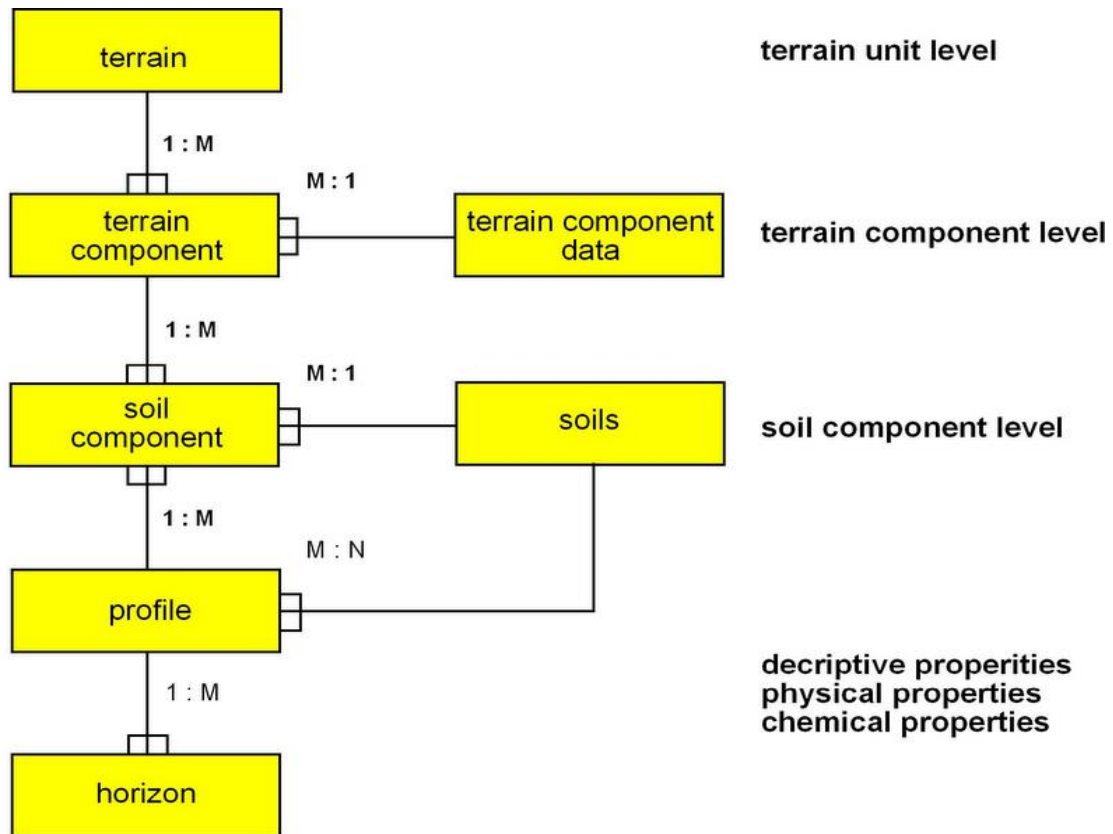 terrain
terrain unit level
1 : M
M : 1
terrain
component
terrain component
data
terrain component level
1 : M
M : 1
soil
component
soils
soil component level
1 : M
M : N
profile
decriptive properities
physical properties
chemical properties
1 : M
horizon